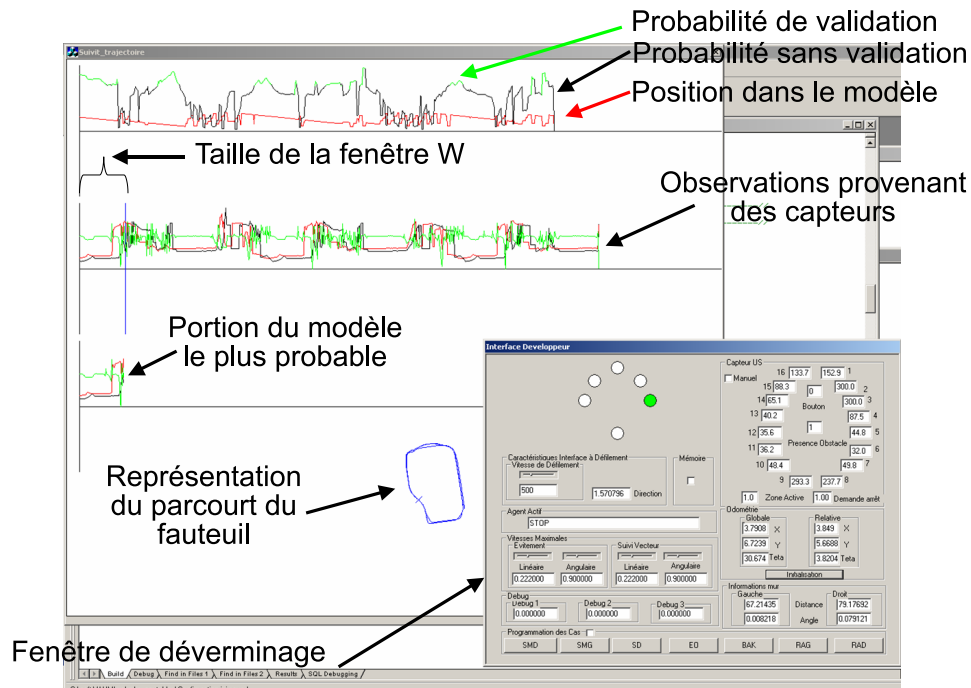 Probabilité de validation
Probabilité sans validation
Position dans le modèle
Suivit_trajectoire
Taille de la fenêtre W
Observations provenant
des capteurs
Portion du modèle
le plus probable
Représentation
du parcourt du
fauteuil
Fenêtre de déverminage
Interface Developpeur
Capteur US
Manuel
16 133.7 152.9 1
15 88.3 0 300.0 2
14 65.1 Bouton 300.0 3
13 40.2 87.5 4
12 35.6 1 44.8 5
11 36.2 Presence Obstacle 32.0 6
10 48.4 49.8 7
9 293.3 237.7 8
1.0 Zone Active 1.00 Demande arrêt
Caractéristiques Interface à Défilement
Vitesse de Défilement
500
1.570796 Direction
Mémoire
Agent Actif
STOP
Vitesses Maximales
Evitement
Linéaire Angulaire
0.222000 0.900000
Suivi Vecteur
Linéaire Angulaire
0.222000 0.900000
Debug
Debug 1 Debug 2 Debug 3
0.000000 0.000000 0.000000
Odométrie
Globale Relative
3.7908 X 3.849 X
6.7239 Y 5.6688 Y
30.674 Teta 3.8204 Teta
Initialisation
Informations mur
Gauche Droit
67.21435 Distance 79.17692
0.008218 Angle 0.079121
Programmation des Cas
SMD SMG SD EO BAK RAG RAD
Build Debug Find in Files 1 Find in Files 2 Results SQL Debugging